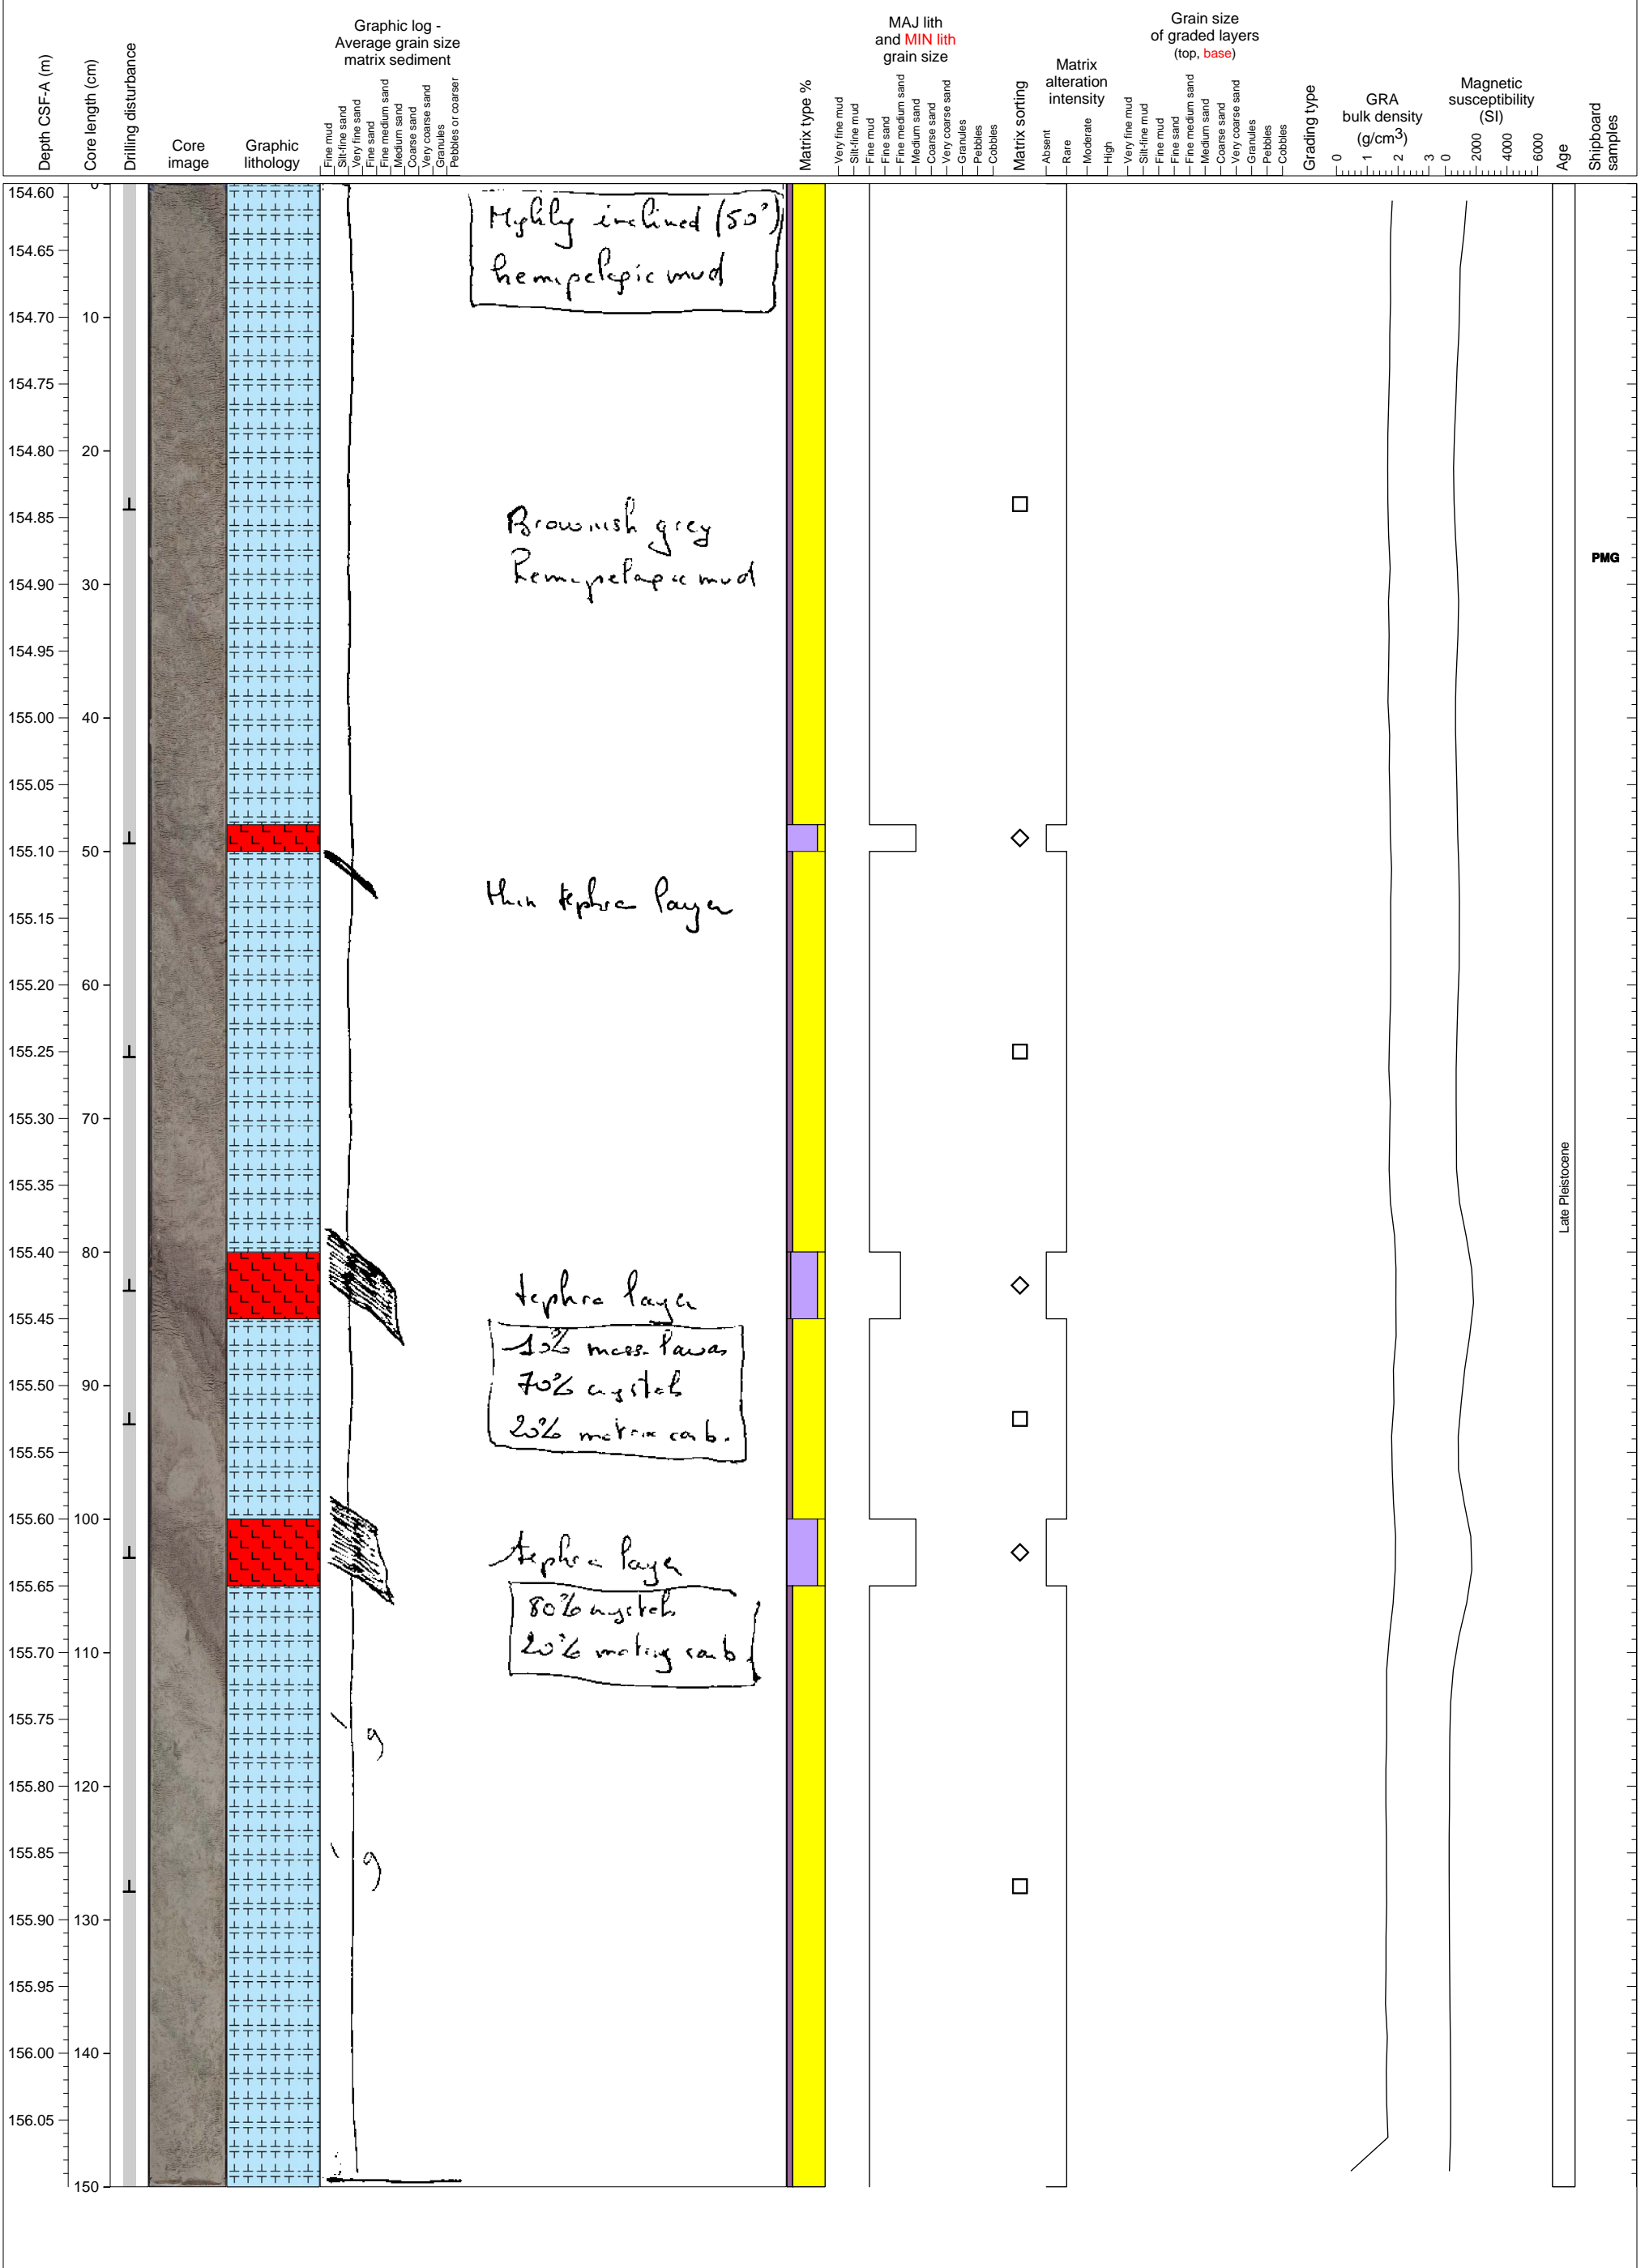 Depth CSF-A (m)
Core length (cm)
Drilling disturbance
Core
image
Graphic
lithology
Graphic log -
Average grain size
matrix sediment
Fine mud
Silt-fine sand
Very fine sand
Fine sand
Fine medium sand
Medium sand
Coarse sand
Very coarse sand
Granules
Pebbles or coarser
Matrix type %
MAJ lith
and MIN lith
grain size
Very fine mud
Silt-fine mud
Fine mud
Fine sand
Fine medium sand
Medium sand
Coarse sand
Very coarse sand
Granules
Pebbles
Cobbles
Matrix sorting
Matrix
alteration
intensity
Absent
Rare
Moderate
High
Grain size
of graded layers
(top, base)
Very fine mud
Silt-fine mud
Fine mud
Fine sand
Fine medium sand
Medium sand
Coarse sand
Very coarse sand
Granules
Pebbles
Cobbles
Grading type
GRA
bulk density
(g/cm3)
0
1
2
3
Magnetic
susceptibility
(SI)
0
2000
4000
6000
Age
Shipboard
samples
154.60
154.65
154.70
154.75
154.80
154.85
154.90
154.95
155.00
155.05
155.10
155.15
155.20
155.25
155.30
155.35
155.40
155.45
155.50
155.55
155.60
155.65
155.70
155.75
155.80
155.85
155.90
155.95
156.00
156.05
0
10
20
30
40
50
60
70
80
90
100
110
120
130
140
150
Highly inclined (50°)
hemipelagic mud
Brownish grey
hemipelagic mud
thin tephra layer
tephra layer
10% mass. lavas
70% crystals
20% matrix carb.
tephra layer
80% crystals
20% matrix carb.
PMG
Late Pleistocene